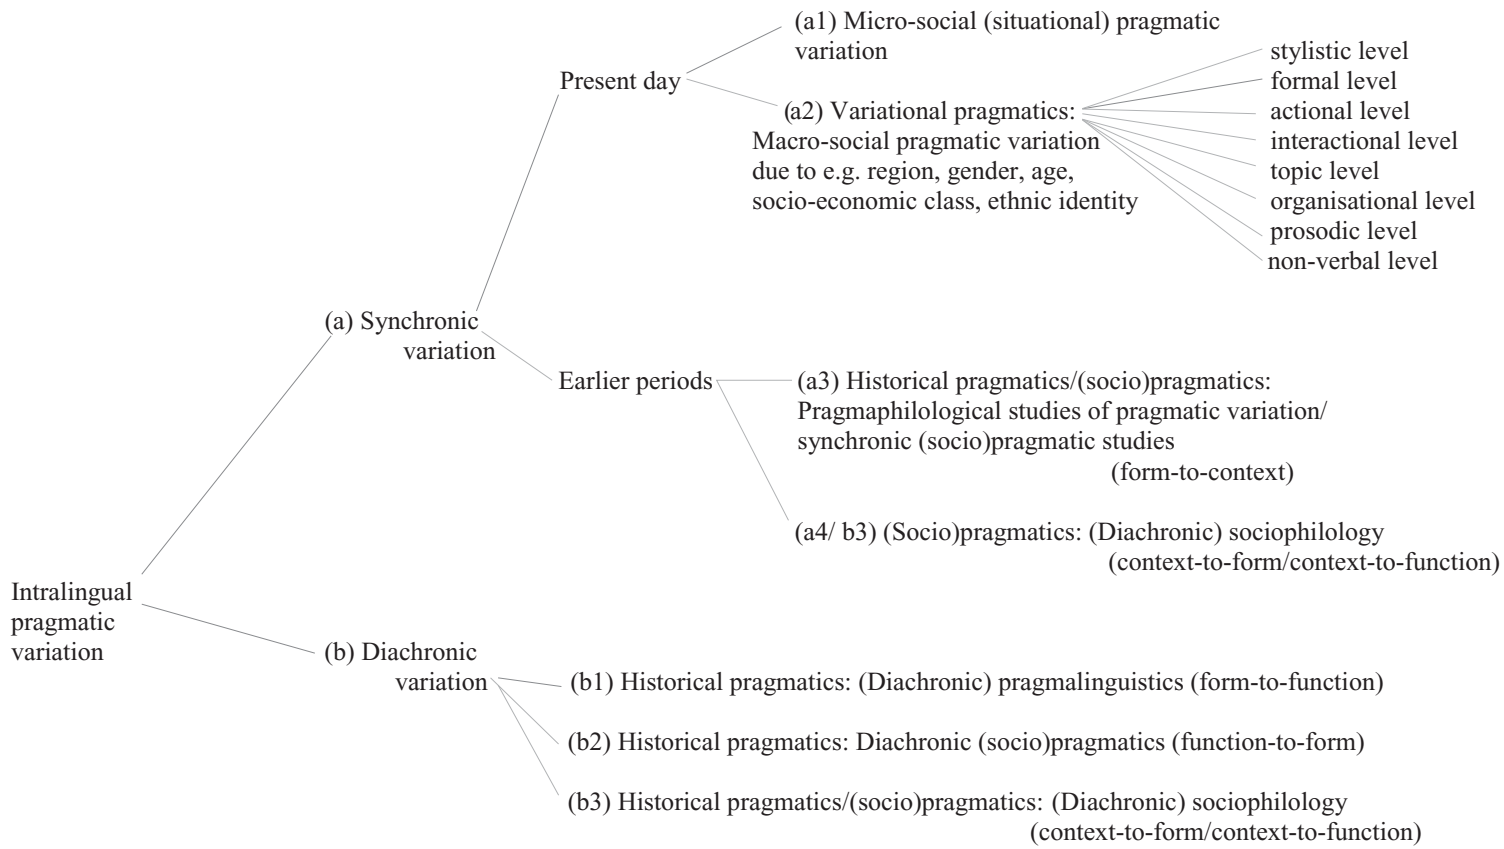 (a1) Micro-social (situational) pragmatic
variation
stylistic level
Present day
formal level
(a2) Variational pragmatics:
actional level
Macro-social pragmatic variation
interactional level
due to e.g. region, gender, age,
topic level
socio-economic class, ethnic identity
organisational level
prosodic level
non-verbal level
(a) Synchronic
variation
Earlier periods
(a3) Historical pragmatics/(socio)pragmatics:
Pragmaphilological studies of pragmatic variation/
synchronic (socio)pragmatic studies
(form-to-context)
(a4/ b3) (Socio)pragmatics: (Diachronic) sociophilology
(context-to-form/context-to-function)
Intralingual
pragmatic
variation
(b) Diachronic
variation
(b1) Historical pragmatics: (Diachronic) pragmalinguistics (form-to-function)
(b2) Historical pragmatics: Diachronic (socio)pragmatics (function-to-form)
(b3) Historical pragmatics/(socio)pragmatics: (Diachronic) sociophilology
(context-to-form/context-to-function)